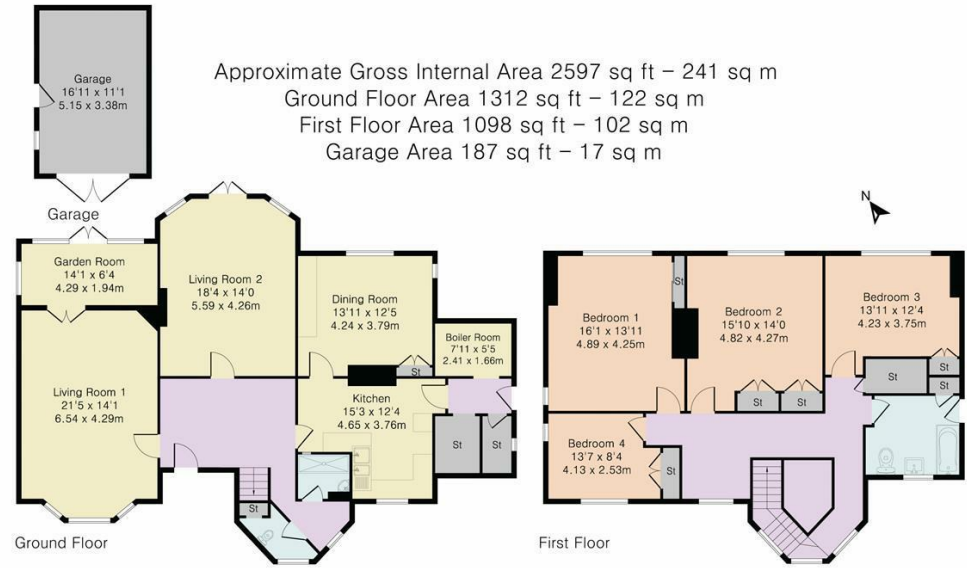 Approximate Gross Internal Area 2597 sq ft – 241 sq m
Ground Floor Area 1312 sq ft – 122 sq m
First Floor Area 1098 sq ft – 102 sq m
Garage Area 187 sq ft – 17 sq m
Garage
16'11 x 11'1
5.15 x 3.38m
Garage
Garden Room
14'1 x 6'4
4.29 x 1.94m
Living Room 2
18'4 x 14'0
5.59 x 4.26m
Dining Room
13'11 x 12'5
4.24 x 3.79m
St
Boiler Room
7'11 x 5'5
2.41 x 1.66m
Living Room 1
21'5 x 14'1
6.54 x 4.29m
Kitchen
15'3 x 12'4
4.65 x 3.76m
St
St
St
Ground Floor
N
Bedroom 1
16'1 x 13'11
4.89 x 4.25m
St
Bedroom 2
15'10 x 14'0
4.82 x 4.27m
St
St
Bedroom 3
13'11 x 12'4
4.23 x 3.75m
St
St
St
Bedroom 4
13'7 x 8'4
4.13 x 2.53m
St
First Floor